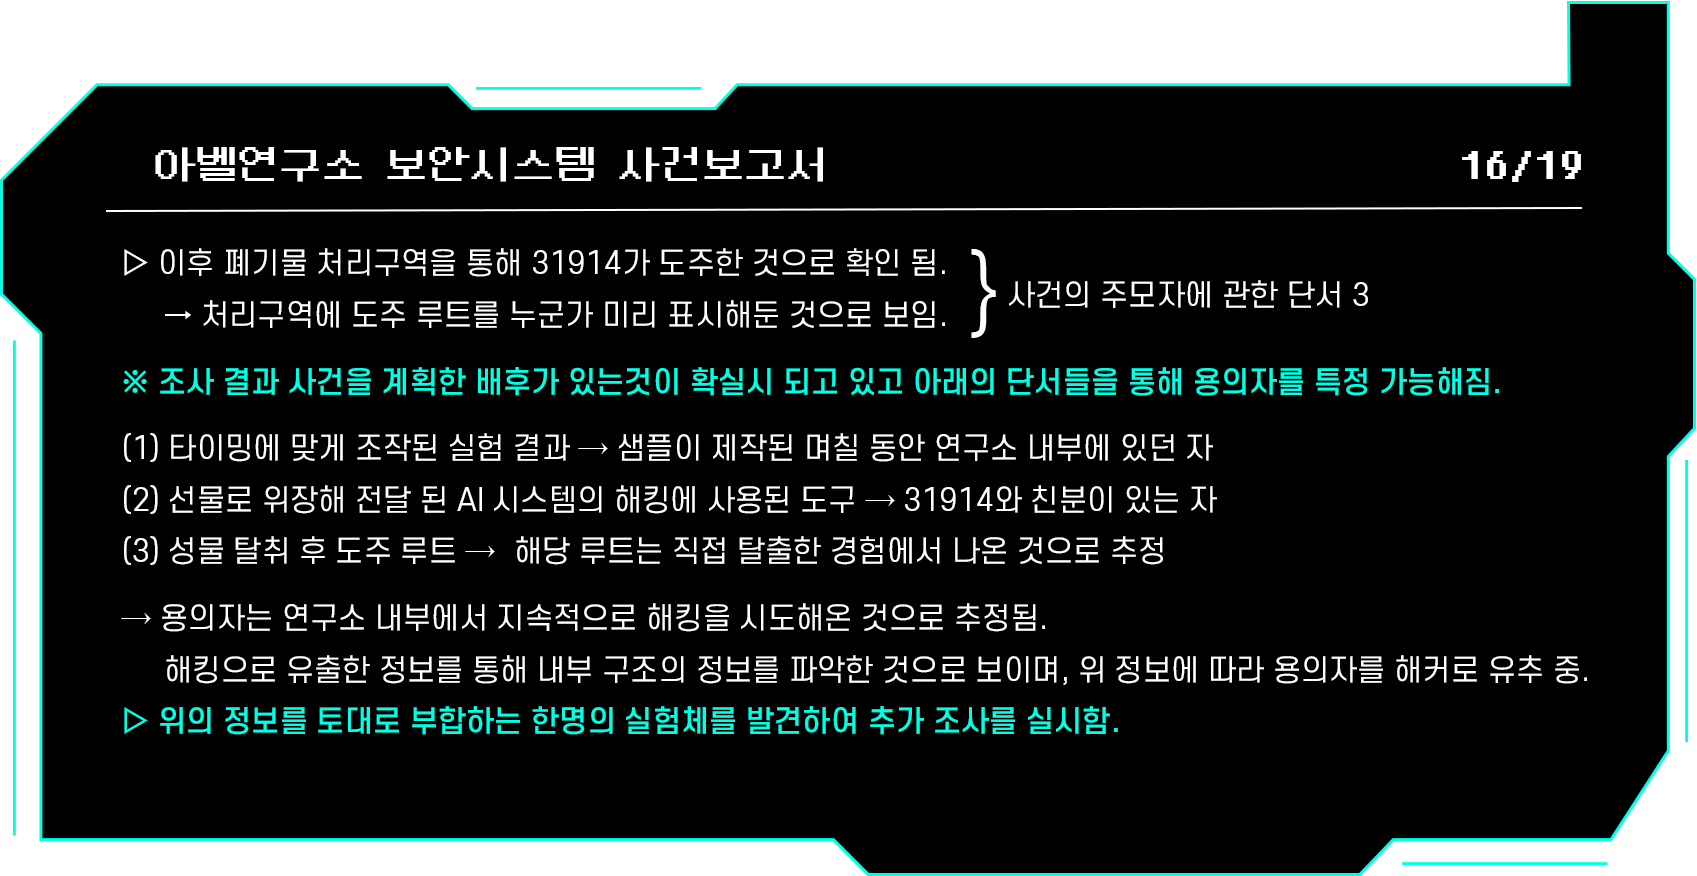 아벨연구소 보안시스템 사건보고서 16/19
▷ 이후 폐기물 처리구역을 통해 31914가 도주한 것으로 확인 됨.
→ 처리구역에 도주 루트를 누군가 미리 표시해둔 것으로 보임.
} 사건의 주모자에 관한 단서 3
※ 조사 결과 사건을 계획한 배후가 있는것이 확실시 되고 있고 아래의 단서들을 통해 용의자를 특정 가능해짐.
(1) 타이밍에 맞게 조작된 실험 결과 → 샘플이 제작된 며칠 동안 연구소 내부에 있던 자
(2) 선물로 위장해 전달 된 AI 시스템의 해킹에 사용된 도구 → 31914와 친분이 있는 자
(3) 성물 탈취 후 도주 루트 → 해당 루트는 직접 탈출한 경험에서 나온 것으로 추정
→ 용의자는 연구소 내부에서 지속적으로 해킹을 시도해온 것으로 추정됨.
해킹으로 유출한 정보를 통해 내부 구조의 정보를 파악한 것으로 보이며, 위 정보에 따라 용의자를 해커로 유추 중.
▷ 위의 정보를 토대로 부합하는 한명의 실험체를 발견하여 추가 조사를 실시함.